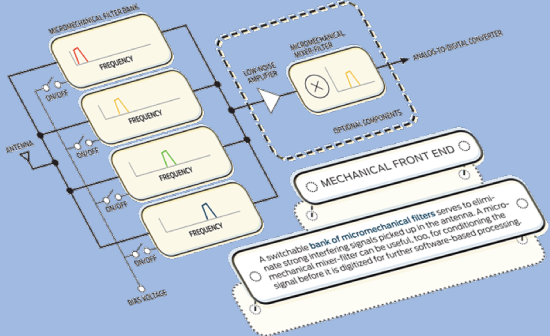 MICROMECHANICAL FILTER BANK
FREQUENCY
ON/OFF
FREQUENCY
ON/OFF
FREQUENCY
ON/OFF
FREQUENCY
ON/OFF
ANTENNA
BIAS VOLTAGE
LOW-NOISE
AMPLIFIER
MICROMECHANICAL
MIXER-FILTER
ANALOG-TO-DIGITAL CONVERTER
OPTIONAL COMPONENTS
MECHANICAL FRONT END
A switchable bank of micromechanical filters serves to elimi-
nate strong interfering signals picked up in the antenna. A micro-
mechanical mixer-filter can be useful, too, for conditioning the
signal before it is digitized for further software-based processing.